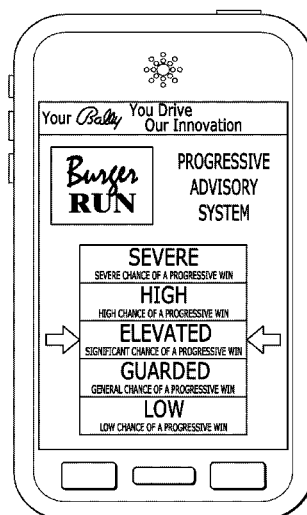 Your Bally You Drive
Our Innovation
Burger
RUN
PROGRESSIVE
ADVISORY
SYSTEM
SEVERE
SEVERE CHANCE OF A PROGRESSIVE WIN
HIGH
HIGH CHANCE OF A PROGRESSIVE WIN
ELEVATED
SIGNIFICANT CHANCE OF A PROGRESSIVE WIN
GUARDED
GENERAL CHANCE OF A PROGRESSIVE WIN
LOW
LOW CHANCE OF A PROGRESSIVE WIN